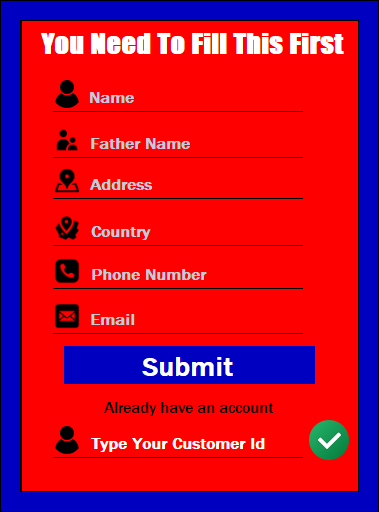 You Need To Fill This First
Name
Father Name
Address
Country
Phone Number
Email
Submit
Already have an account
Type Your Customer Id